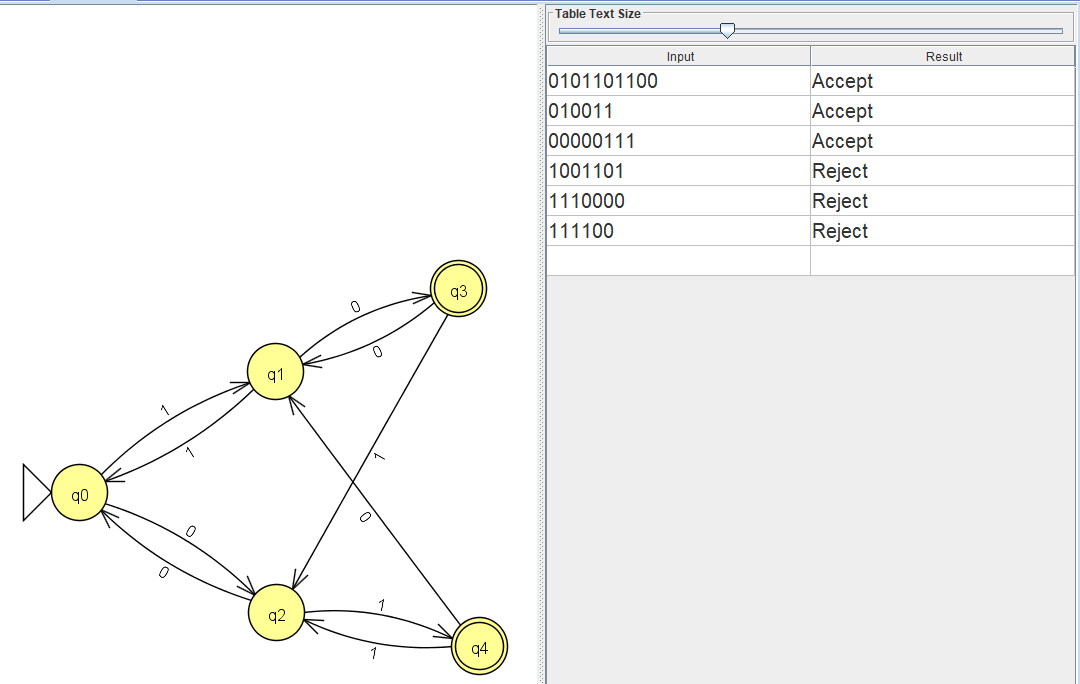 Table Text Size
Input Result
0101101100 Accept
010011 Accept
00000111 Accept
1001101 Reject
1110000 Reject
111100 Reject
q3
0
0
q1
1
1
1
q0
0
0
0
q2
1
q4
1